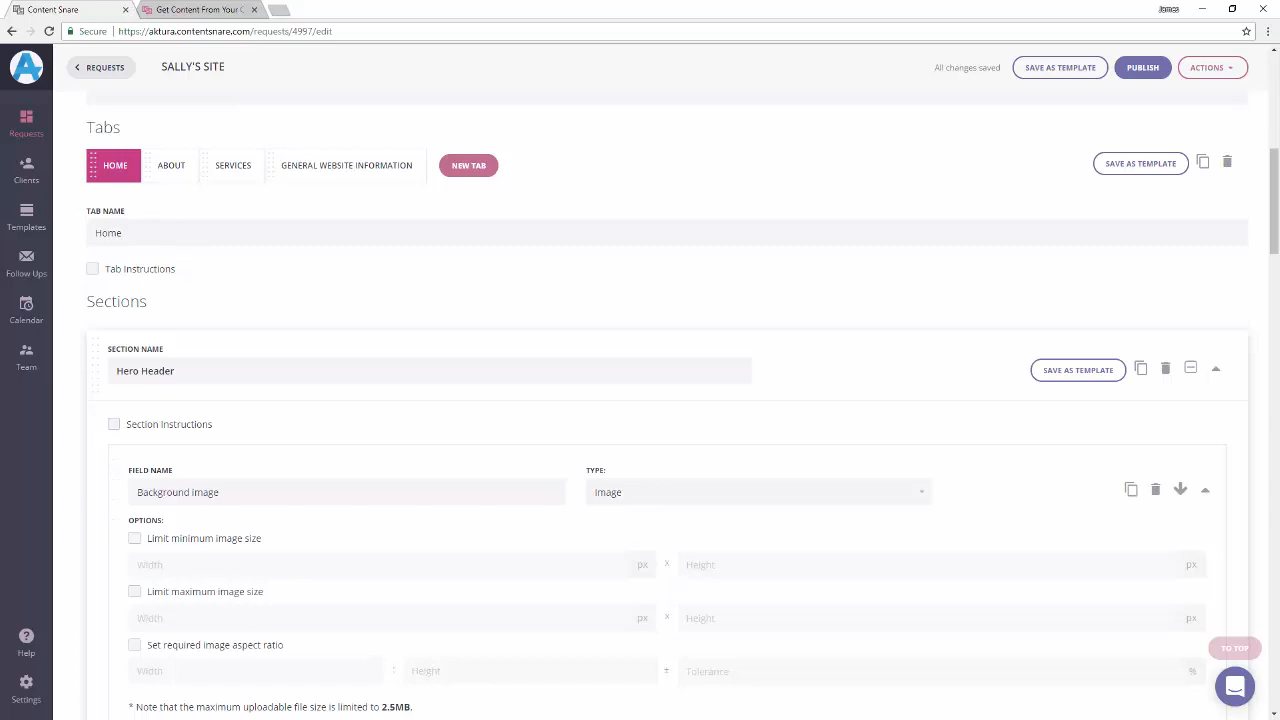 Content Snare
Get Content From Your C
James
Secure
https://aktura.contentsnare.com/requests/4997/edit
REQUESTS
SALLY'S SITE
All changes saved
SAVE AS TEMPLATE
PUBLISH
ACTIONS
Requests
Clients
Templates
Follow Ups
Calendar
Team
Help
Settings
Tabs
HOME
ABOUT
SERVICES
GENERAL WEBSITE INFORMATION
NEW TAB
SAVE AS TEMPLATE
TAB NAME
Home
Tab Instructions
Sections
SECTION NAME
Hero Header
SAVE AS TEMPLATE
Section Instructions
FIELD NAME
TYPE:
Background image
Image
OPTIONS:
Limit minimum image size
Width px x Height px
Limit maximum image size
Width px x Height px
Set required image aspect ratio
Width : Height ± Tolerance %
* Note that the maximum uploadable file size is limited to 2.5MB.
TO TOP